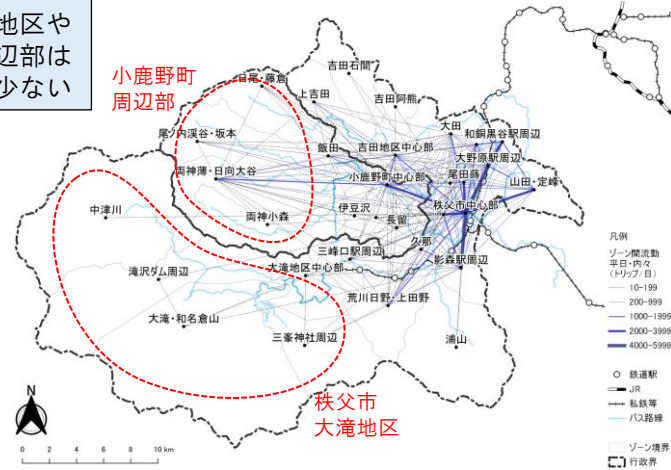 地区や
辺部は
少ない
小鹿野町
周辺部
日尾・藤倉
上吉田
吉田石間
吉田阿熊
尾ノ内渓谷・坂本
飯田
吉田地区中心部
大田
和銅黒谷駅周辺
大野原駅周辺
両神薄・日向大谷
小鹿野町中心部
尾田蒔
山田・定峰
中津川
両神小森
伊豆沢
長留
秩父市中心部
久那
三峰口駅周辺
影森駅周辺
滝沢ダム周辺
大滝地区中心部
荒川日野・上田野
大滝・和名倉山
三峯神社周辺
浦山
秩父市
大滝地区
凡例
ゾーン間流動
平日・内々
(トリップ/日)
10-199
200-999
1000-1999
2000-3999
4000-5999
鉄道駅
JR
私鉄等
バス路線
ゾーン境界
行政界
N
0 2 4 6 8 10 km